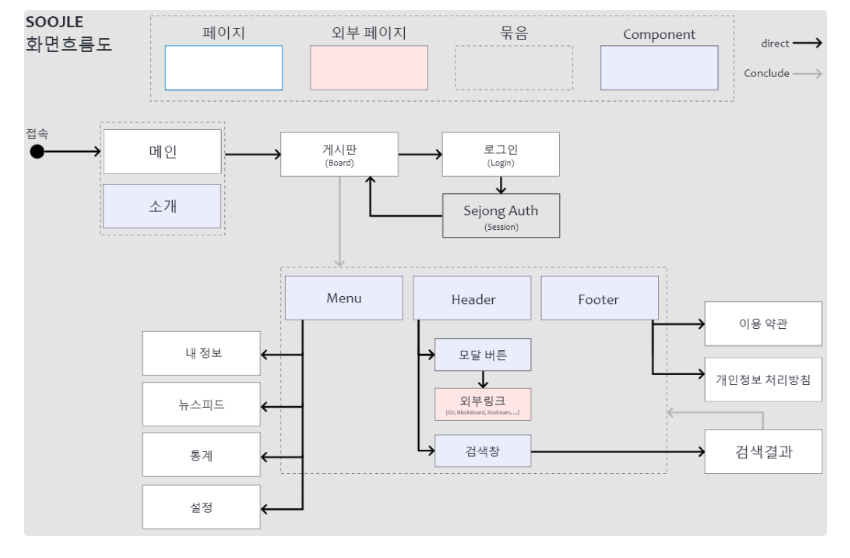 SOOJLE
화면흐름도
페이지
외부 페이지
묶음
Component
direct
Conclude
접속
메인
소개
게시판
(Board)
로그인
(Login)
Sejong Auth
(Session)
Menu
Header
Footer
내 정보
뉴스피드
통계
설정
모달 버튼
외부링크
BlackBoard, Dodream, ...)
검색창
이용 약관
개인정보 처리방침
검색결과